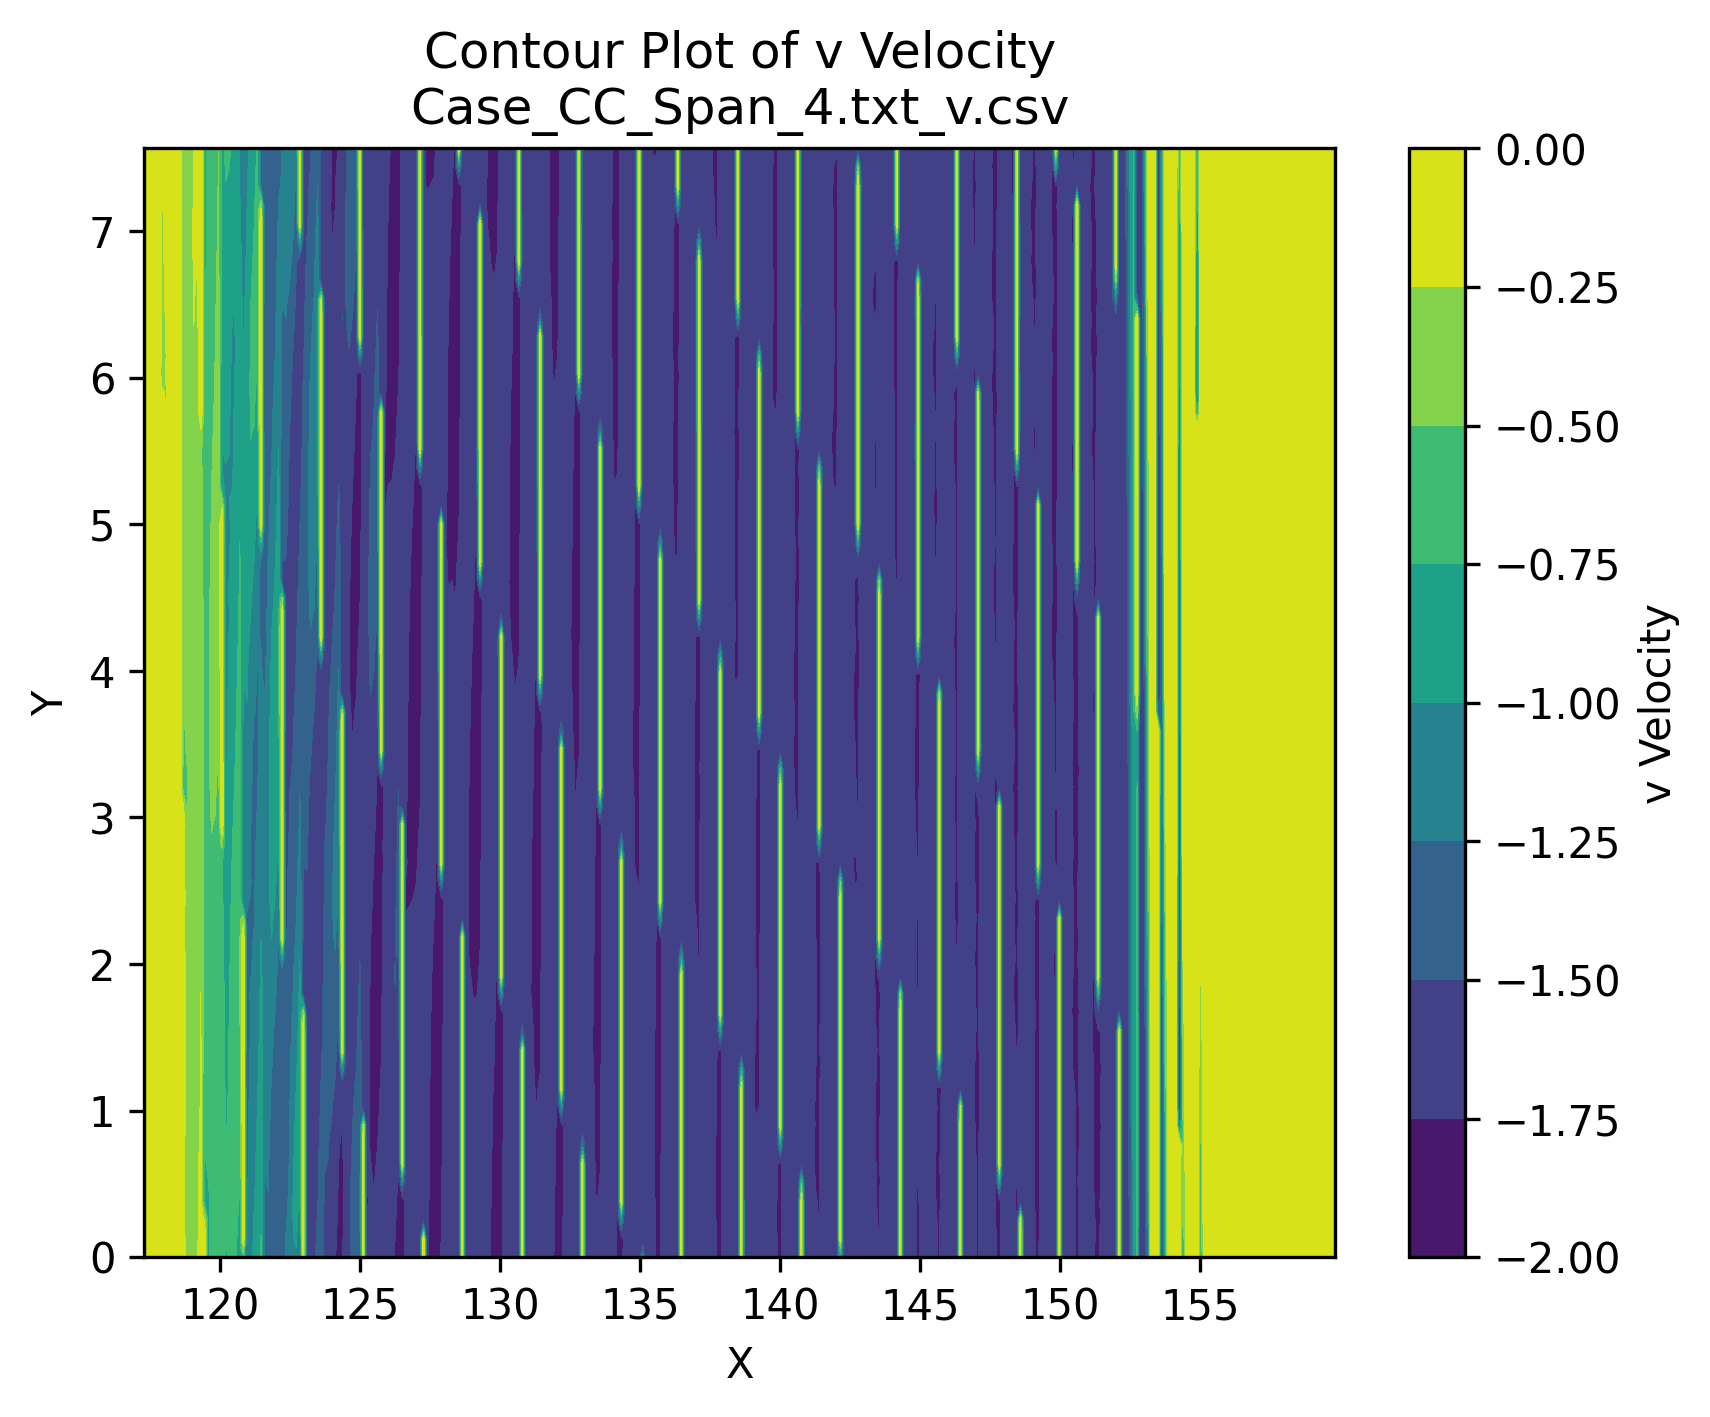 Contour Plot of v Velocity
Case_CC_Span_4.txt_v.csv
7
6
5
4
3
2
1
0
Y
120 125 130 135 140 145 150 155
X
0.00
−0.25
−0.50
−0.75
−1.00
−1.25
−1.50
−1.75
−2.00
v Velocity